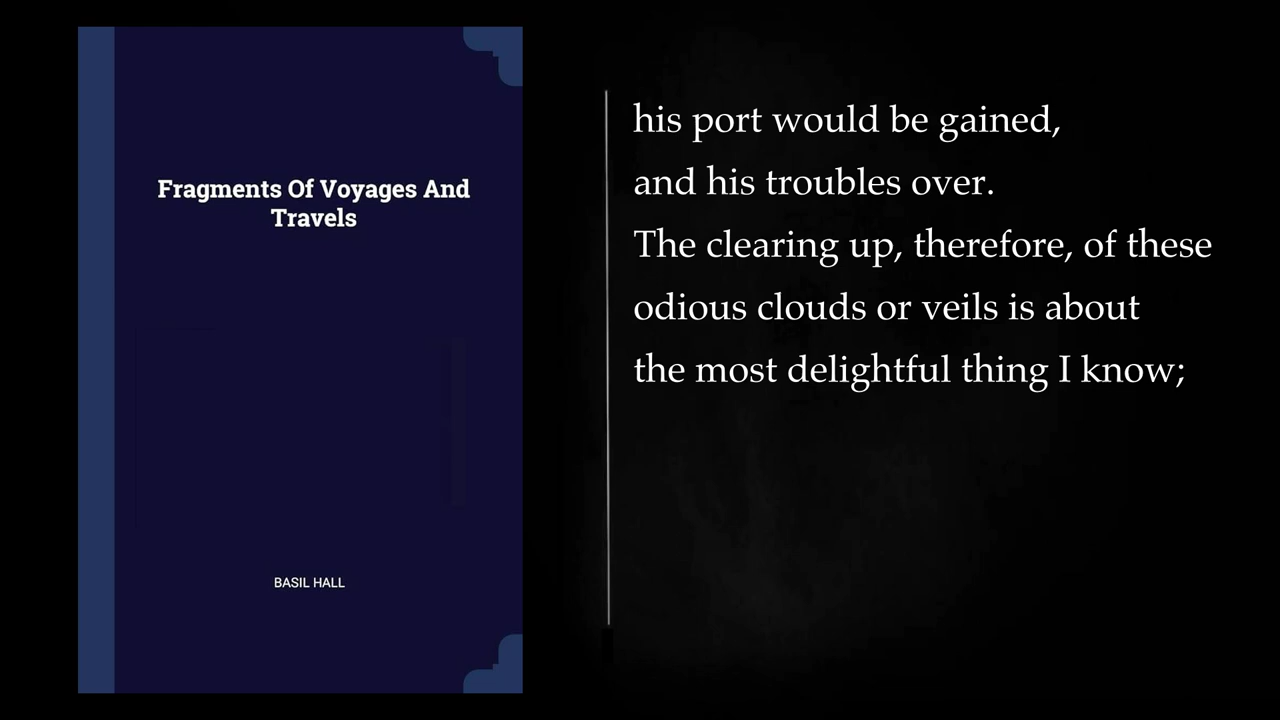 Fragments Of Voyages And
Travels
BASIL HALL
his port would be gained,
and his troubles over.
The clearing up, therefore, of these
odious clouds or veils is about
the most delightful thing I know;